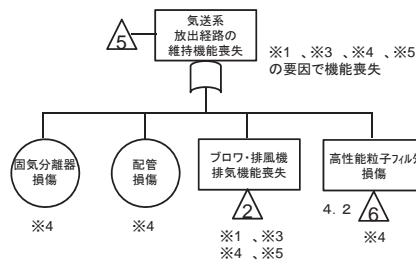 気送系
放出経路の
維持機能喪失
5
※1 、※3 、※4 、※5
の要因で機能喪失
固気分離器
損傷
※4
配管
損傷
※4
ブロワ・排風機
排気機能喪失
2
※1 、※3
※4 、※5
高性能粒子フィルタ
損傷
4．2
6
※4